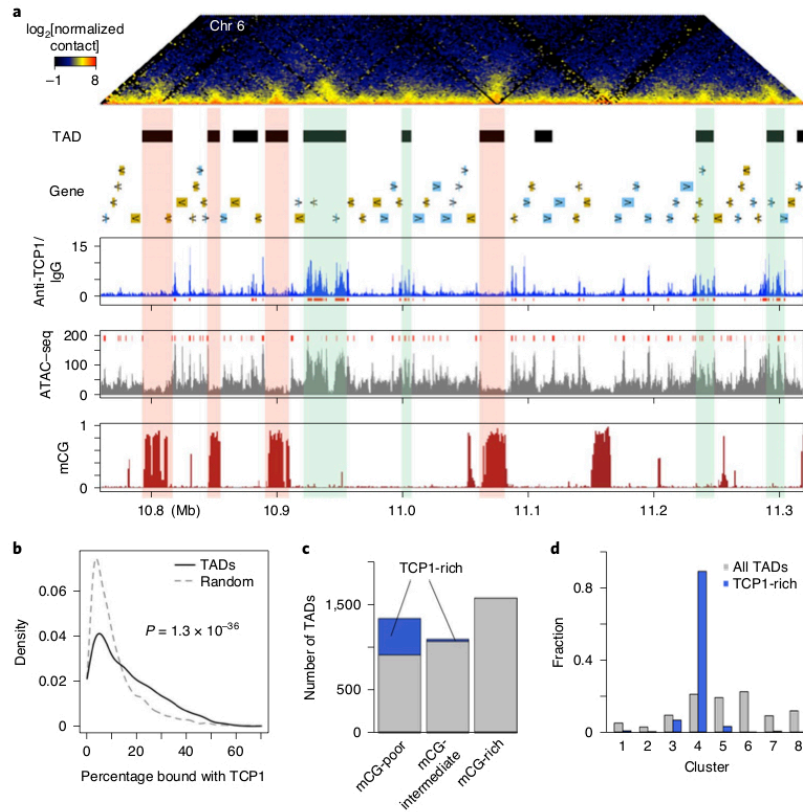 a
log2[normalized
contact]
−1 8
Chr 6
TAD
Gene
Anti-TCP1/
IgG
15
0
ATAC–seq
200
100
0
mCG
1
0
10.8 (Mb) 10.9 11.0 11.1 11.2 11.3
b
TADs
Random
P = 1.3 × 10−36
Density
0.06
0.04
0.02
0
0 20 40 60
Percentage bound with TCP1
c
TCP1-rich
Number of TADs
1,500
500
0
mCG-poor
mCG-
intermediate
mCG-rich
d
All TADs
TCP1-rich
Fraction
0.8
0.4
0
1 2 3 4 5 6 7 8
Cluster